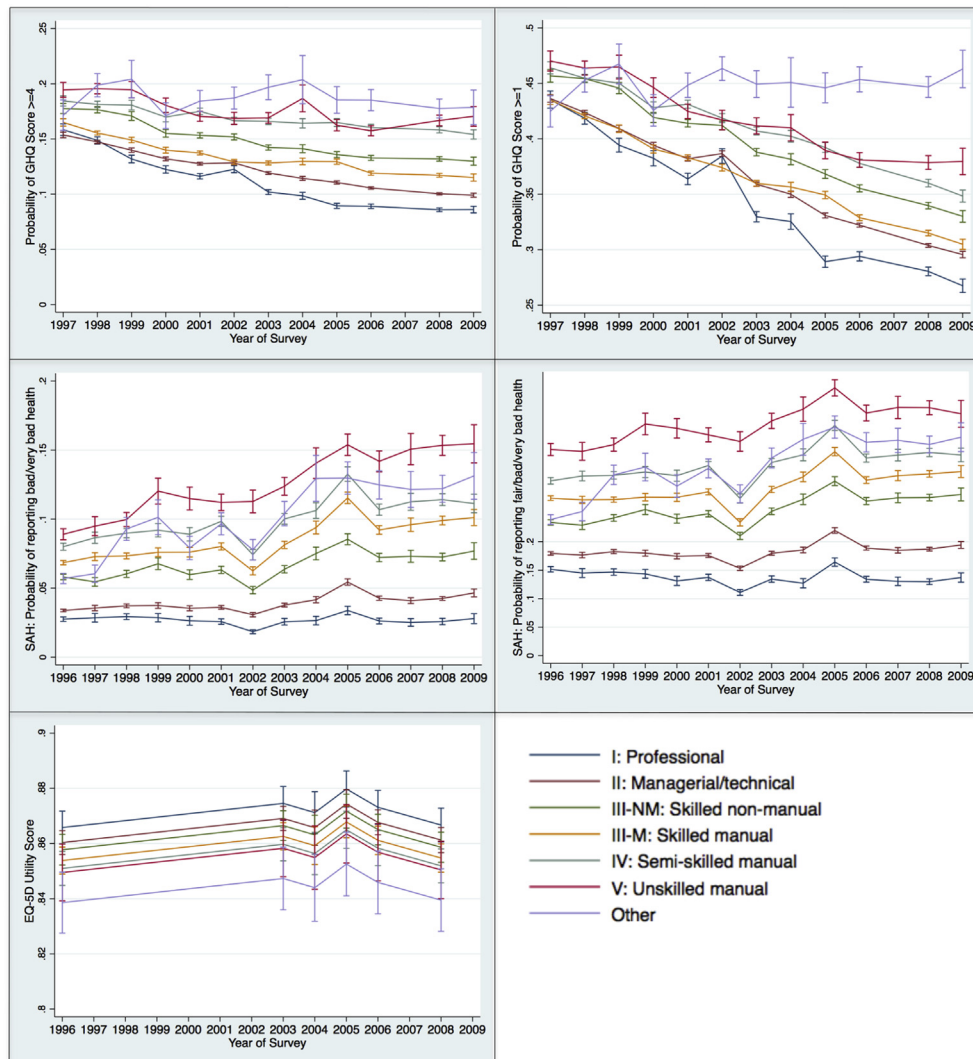 Probability of GHQ Score >=4
.25
.2
.15
.1
.05
0
1997 1998 1999 2000 2001 2002 2003 2004 2005 2006 2007 2008 2009
Year of Survey
Probability of GHQ Score >=1
.5
.45
.4
.35
.3
.25
1997 1998 1999 2000 2001 2002 2003 2004 2005 2006 2007 2008 2009
Year of Survey
SAH: Probability of reporting bad/very bad health
.2
.15
.1
.05
0
1996 1997 1998 1999 2000 2001 2002 2003 2004 2005 2006 2007 2008 2009
Year of Survey
SAH: Probability of reporting fair/bad/very bad health
.2
.15
.1
.05
0
1996 1997 1998 1999 2000 2001 2002 2003 2004 2005 2006 2007 2008 2009
Year of Survey
EQ-5D Utility Score
.9
.88
.86
.84
.82
.8
1996 1997 1998 1999 2000 2001 2002 2003 2004 2005 2006 2007 2008 2009
Year of Survey
I: Professional
II: Managerial/technical
III-NM: Skilled non-manual
III-M: Skilled manual
IV: Semi-skilled manual
V: Unskilled manual
Other